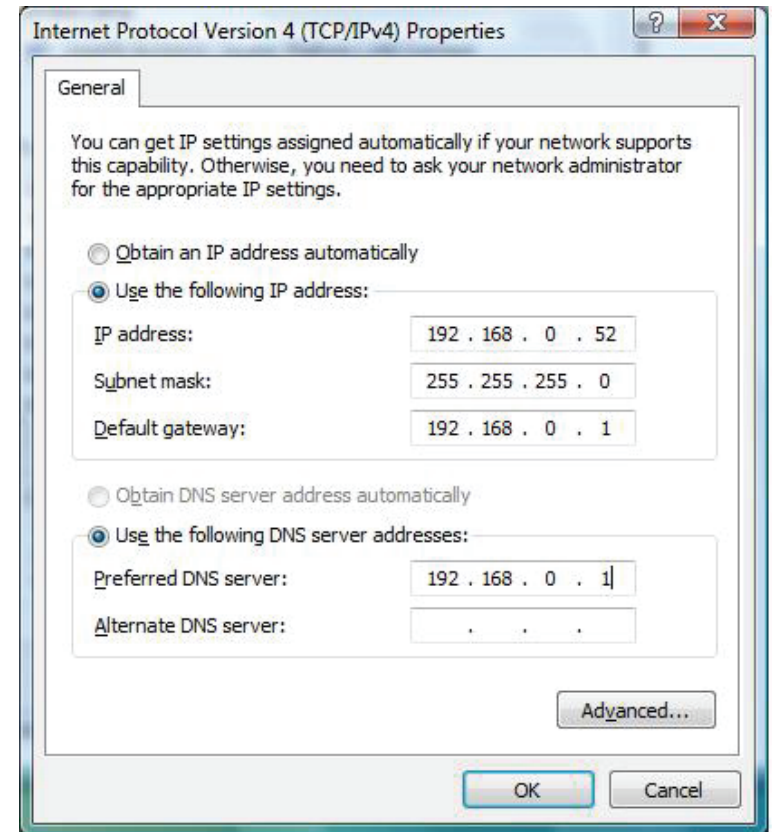 Internet Protocol Version 4 (TCP/IPv4) Properties
General
You can get IP settings assigned automatically if your network supports
this capability. Otherwise, you need to ask your network administrator
for the appropriate IP settings.
Obtain an IP address automatically
Use the following IP address:
IP address: 192 . 168 . 0 . 52
Subnet mask: 255 . 255 . 255 . 0
Default gateway: 192 . 168 . 0 . 1
Obtain DNS server address automatically
Use the following DNS server addresses:
Preferred DNS server: 192 . 168 . 0 . 1
Alternate DNS server: . . .
Advanced...
OK Cancel